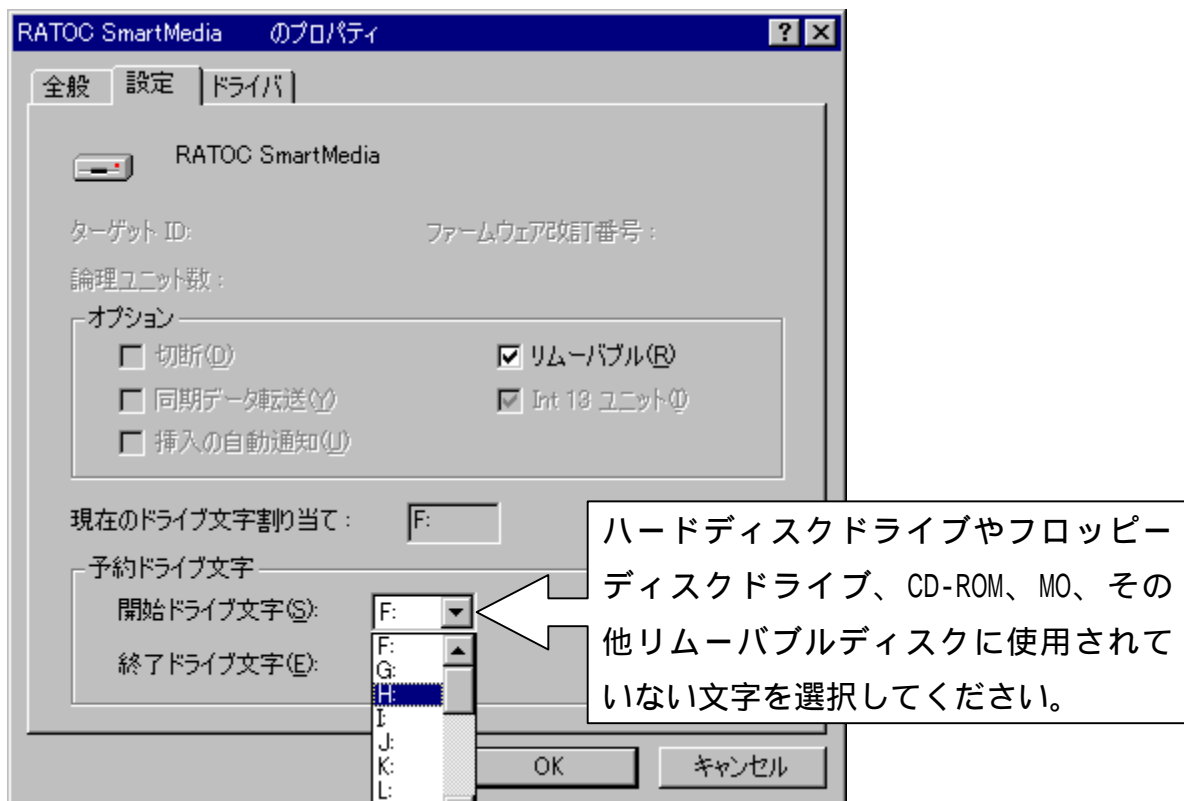 RATOC SmartMedia のプロパティ
全般 設定 ドライバ
RATOC SmartMedia
ターゲット ID: ファームウェア改訂番号 :
論理ユニット数 :
オプション
切断(D) リムーバブル(R)
同期データ転送(Y) Int 13 ユニット(I)
挿入の自動通知(U)
現在のドライブ文字割り当て : F:
予約ドライブ文字
開始ドライブ文字(S): F:
終了ドライブ文字(E):
F:
G:
H:
I:
J:
K:
L:
ハードディスクドライブやフロッピー
ディスクドライブ、CD-ROM、MO、その
他リムーバブルディスクに使用されて
いない文字を選択してください。
OK キャンセル